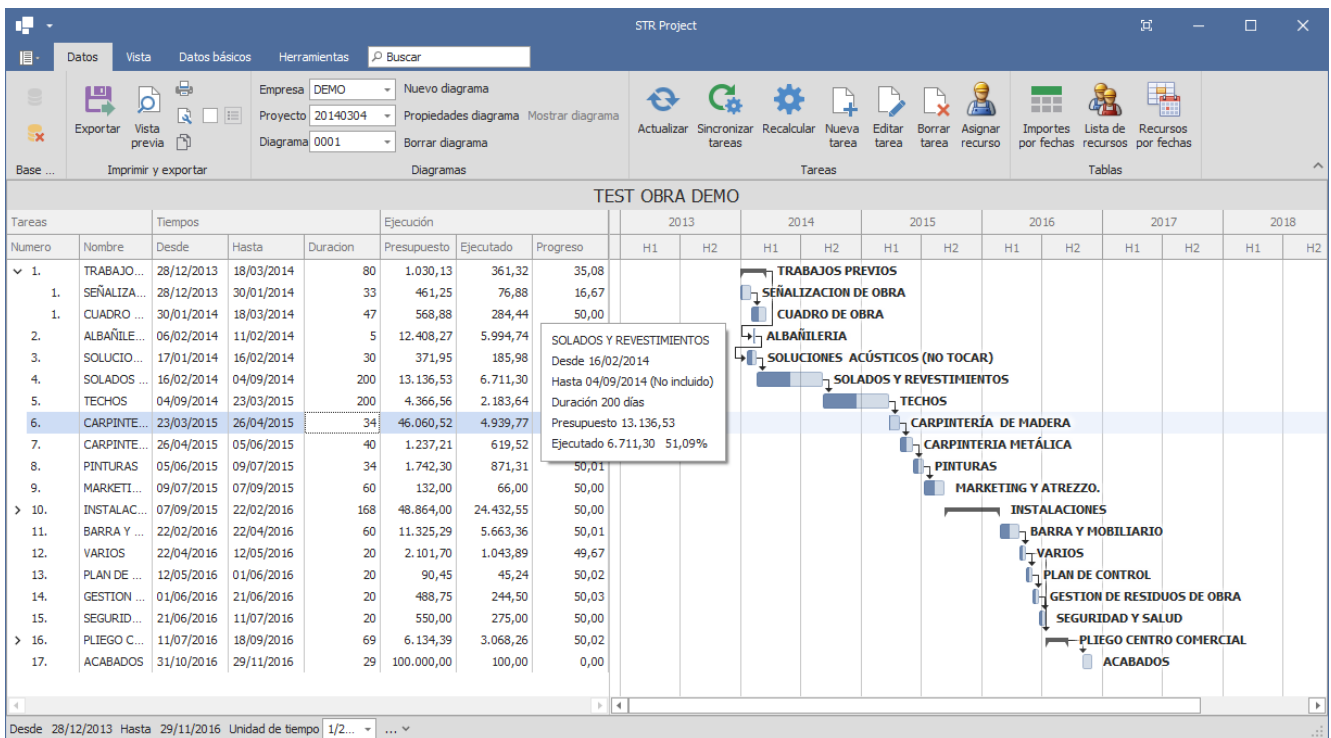 STR Project
Datos Vista Datos básicos Herramientas Buscar
Exportar Vista previa
Empresa DEMO Nuevo diagrama
Proyecto 20140304 Propiedades diagrama Mostrar diagrama
Diagrama 0001 Borrar diagrama
Actualizar Sincronizar tareas Recalcular Nueva tarea Editar tarea Borrar tarea Asignar recurso Importes por fechas Lista de recursos Recursos por fechas
Base ... Imprimir y exportar Diagramas Tareas Tablas
TEST OBRA DEMO
Tareas Tiempos Ejecución 2013 2014 2015 2016 2017 2018
Numero Nombre Desde Hasta Duracion Presupuesto Ejecutado Progreso H1 H2 H1 H2 H1 H2 H1 H2 H1 H2 H1 H2
1. TRABAJO... 28/12/2013 18/03/2014 80 1.030,13 361,32 35,08 TRABAJOS PREVIOS
1. SEÑALIZA... 28/12/2013 30/01/2014 33 461,25 76,88 16,67 SEÑALIZACION DE OBRA
1. CUADRO ... 30/01/2014 18/03/2014 47 568,88 284,44 50,00 CUADRO DE OBRA
2. ALBAÑILE... 06/02/2014 11/02/2014 5 12.408,27 5.994,74 ALBAÑILERIA
3. SOLUCIO... 17/01/2014 16/02/2014 30 371,95 185,98 SOLUCIONES ACÚSTICOS (NO TOCAR)
4. SOLADOS ... 16/02/2014 04/09/2014 200 13.136,53 6.711,30 SOLADOS Y REVESTIMIENTOS
5. TECHOS 04/09/2014 23/03/2015 200 4.366,56 2.183,64 TECHOS
6. CARPINTE... 23/03/2015 26/04/2015 34 46.060,52 4.939,77 CARPINTERÍA DE MADERA
7. CARPINTE... 26/04/2015 05/06/2015 40 1.237,21 619,52 CARPINTERIA METÁLICA
8. PINTURAS 05/06/2015 09/07/2015 34 1.742,30 871,31 50,01 PINTURAS
9. MARKETI... 09/07/2015 07/09/2015 60 132,00 66,00 50,00 MARKETING Y ATREZZO.
10. INSTALAC... 07/09/2015 22/02/2016 168 48.864,00 24.432,55 50,00 INSTALACIONES
11. BARRA Y ... 22/02/2016 22/04/2016 60 11.325,29 5.663,36 50,01 BARRA Y MOBILIARIO
12. VARIOS 22/04/2016 12/05/2016 20 2.101,70 1.043,89 49,67 VARIOS
13. PLAN DE ... 12/05/2016 01/06/2016 20 90,45 45,24 50,02 PLAN DE CONTROL
14. GESTION ... 01/06/2016 21/06/2016 20 488,75 244,50 50,03 GESTION DE RESIDUOS DE OBRA
15. SEGURID... 21/06/2016 11/07/2016 20 550,00 275,00 50,00 SEGURIDAD Y SALUD
16. PLIEGO C... 11/07/2016 18/09/2016 69 6.134,39 3.068,26 50,02 PLIEGO CENTRO COMERCIAL
17. ACABADOS 31/10/2016 29/11/2016 29 100.000,00 100,00 0,00 ACABADOS
SOLADOS Y REVESTIMIENTOS
Desde 16/02/2014
Hasta 04/09/2014 (No incluido)
Duración 200 días
Presupuesto 13.136,53
Ejecutado 6.711,30 51,09%
Desde 28/12/2013 Hasta 29/11/2016 Unidad de tiempo 1/2... ...